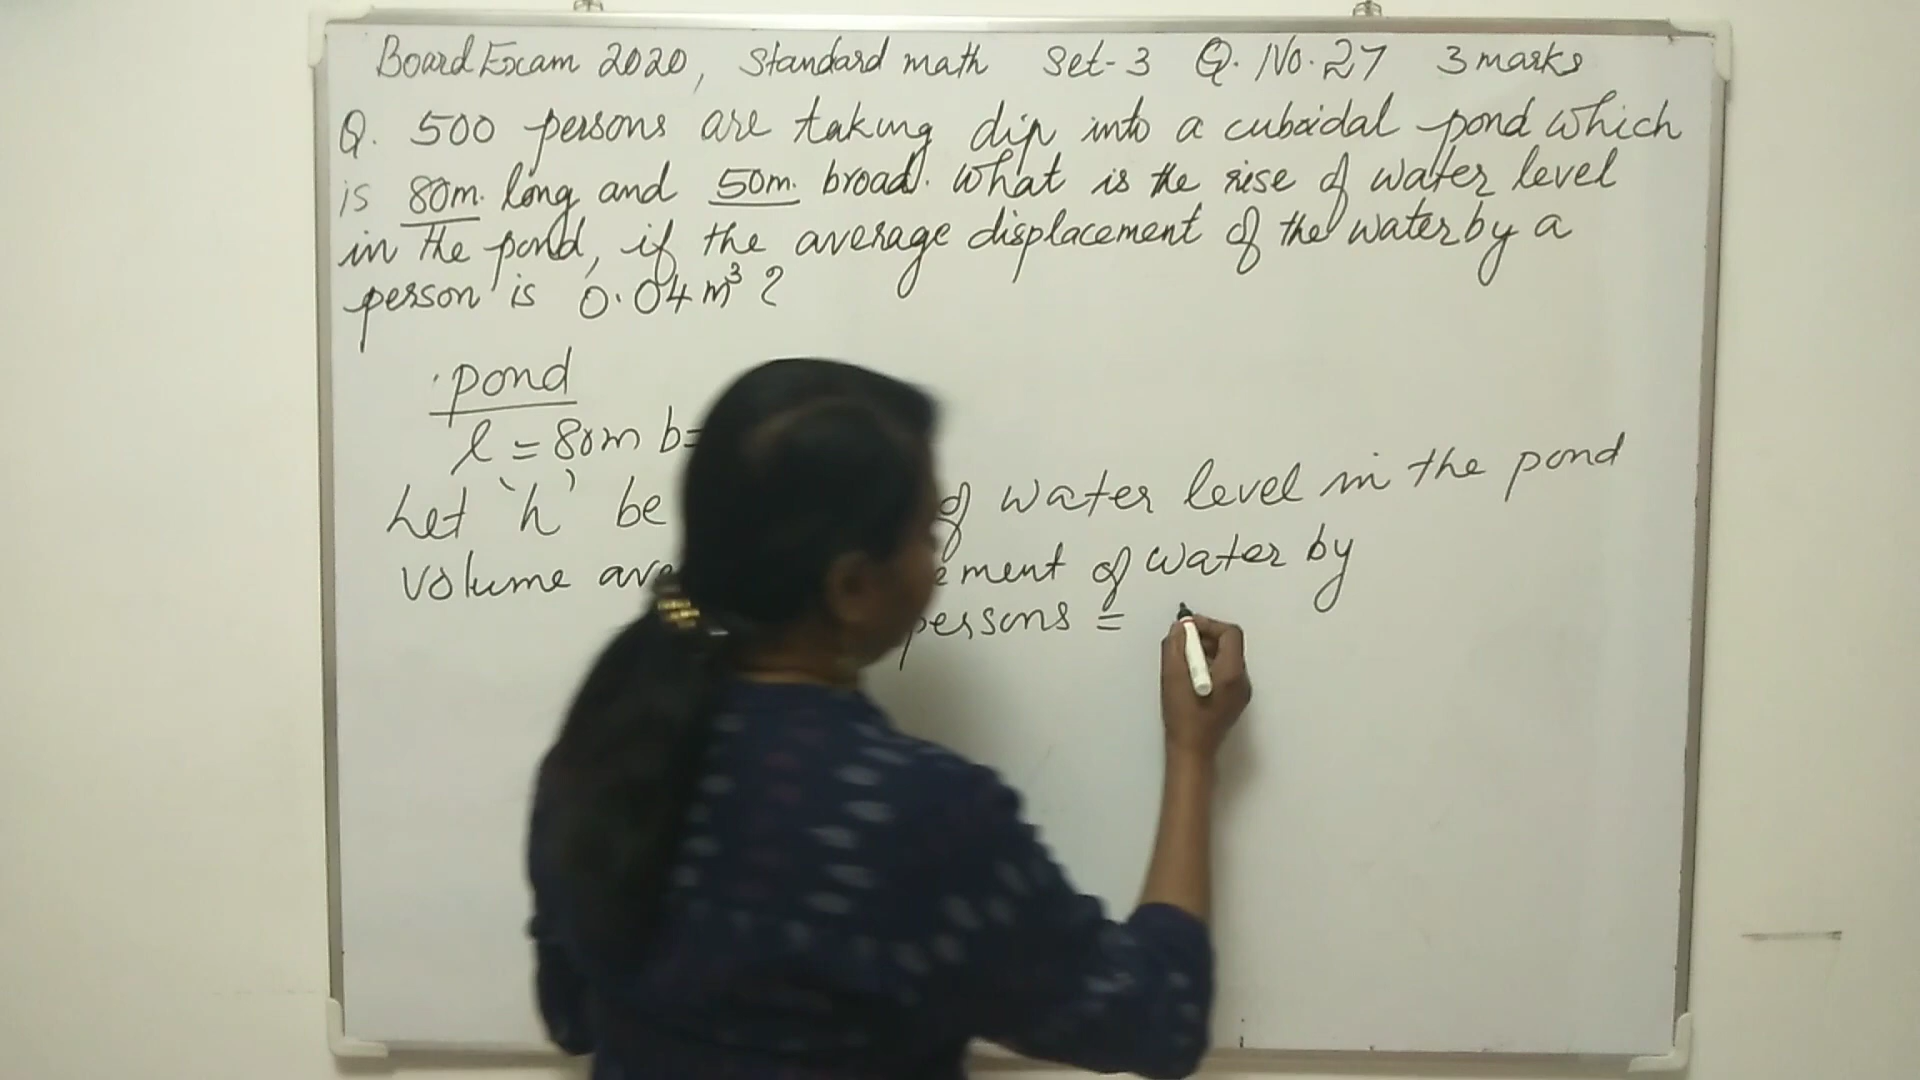 Board Exam 2020, Standard math Set-3 Q. No. 27 3 marks
Q. 500 persons are taking dip into a cuboidal pond which
is 80m. long and 50m. broad. What is the rise of water level
in the pond, if the average displacement of the water by a
person is 0.04 m³ ?
pond
l = 80m b=
Let 'h' be of water level in the pond
volume of water by
persons =